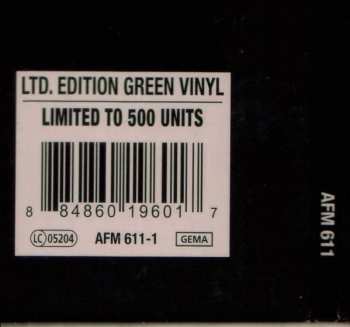 LTD. EDITION GREEN VINYL
LIMITED TO 500 UNITS
8 84860 19601 7
LC 05204 AFM 611-1 GEMA
AFM 611